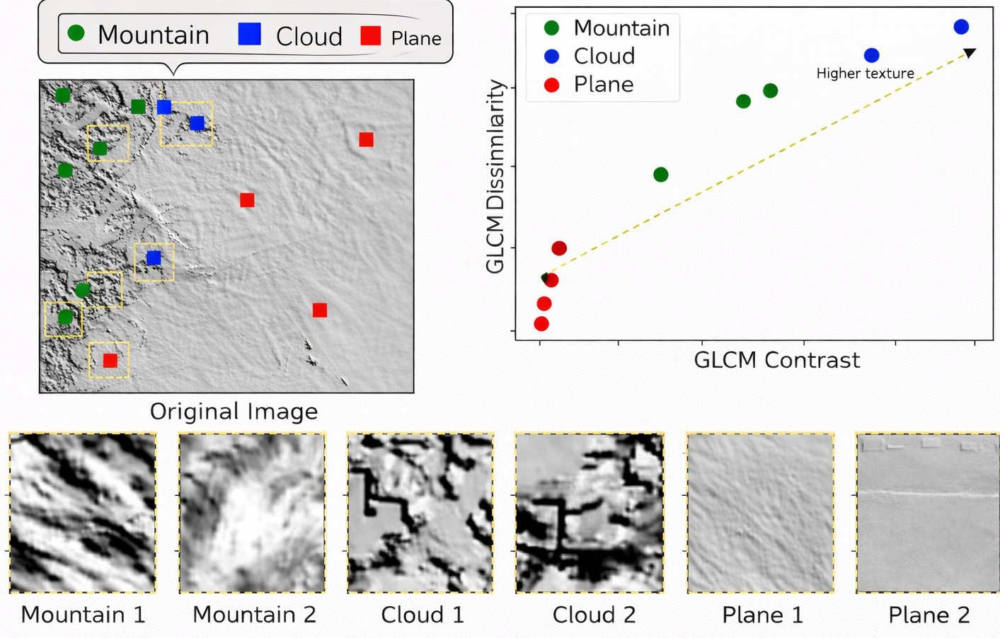 Mountain Cloud Plane
Original Image
Mountain
Cloud
Plane
Higher texture
GLCM Dissinnlarity
GLCM Contrast
Mountain 1 Mountain 2 Cloud 1 Cloud 2 Plane 1 Plane 2